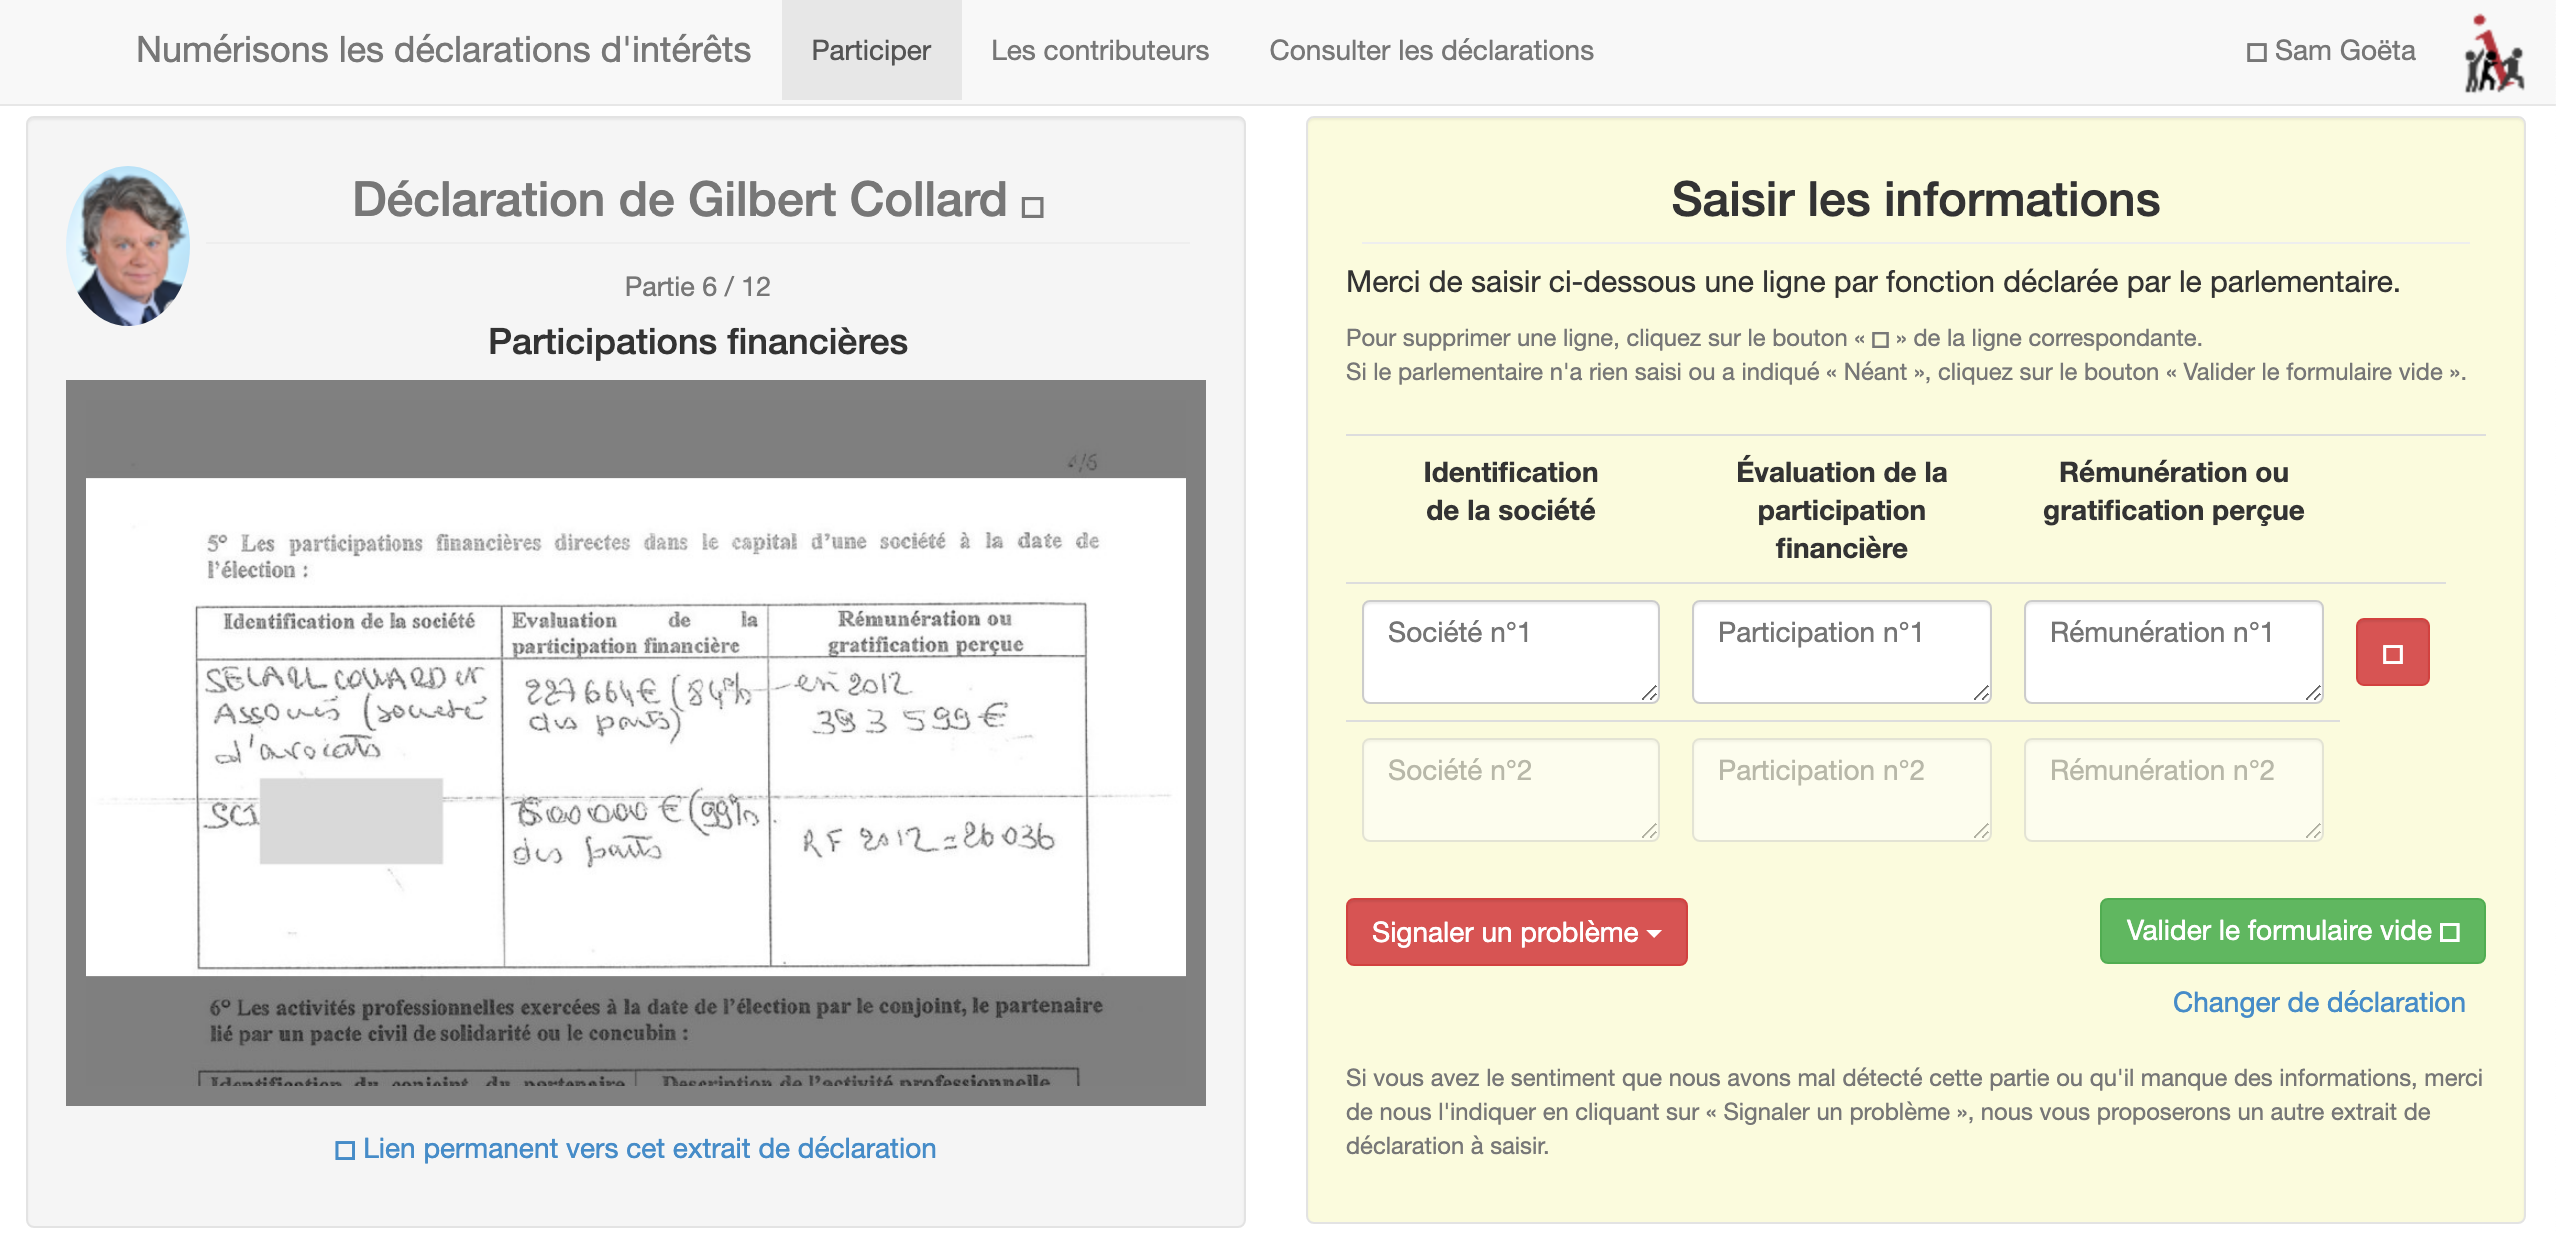 Numérisons les déclarations d'intérêts
Participer
Les contributeurs
Consulter les déclarations
Sam Goëta
Déclaration de Gilbert Collard
Partie 6 / 12
Participations financières
5° Les participations financières directes dans le capital d'une société à la date de
l'élection :
Identification de la société
Evaluation de la
participation financière
Rémunération ou
gratification perçue
SELARL COLLARD et
Associés (société
d'avocats
227664€ (84%
des parts)
en 2012
393 599 €
SCI
des parts
€ (99%
RF 2012 = 26 036
6° Les activités professionnelles exercées à la date de l'élection par le conjoint, le partenaire
lié par un pacte civil de solidarité ou le concubin :
Identification du conjoint, du partenaire
Description de l'activité professionnelle
Lien permanent vers cet extrait de déclaration
Saisir les informations
Merci de saisir ci-dessous une ligne par fonction déclarée par le parlementaire.
Pour supprimer une ligne, cliquez sur le bouton « » de la ligne correspondante.
Si le parlementaire n'a rien saisi ou a indiqué « Néant », cliquez sur le bouton « Valider le formulaire vide ».
Identification
de la société
Évaluation de la
participation
financière
Rémunération ou
gratification perçue
Société n°1
Participation n°1
Rémunération n°1
Société n°2
Participation n°2
Rémunération n°2
Signaler un problème
Valider le formulaire vide
Changer de déclaration
Si vous avez le sentiment que nous avons mal détecté cette partie ou qu'il manque des informations, merci
de nous l'indiquer en cliquant sur « Signaler un problème », nous vous proposerons un autre extrait de
déclaration à saisir.